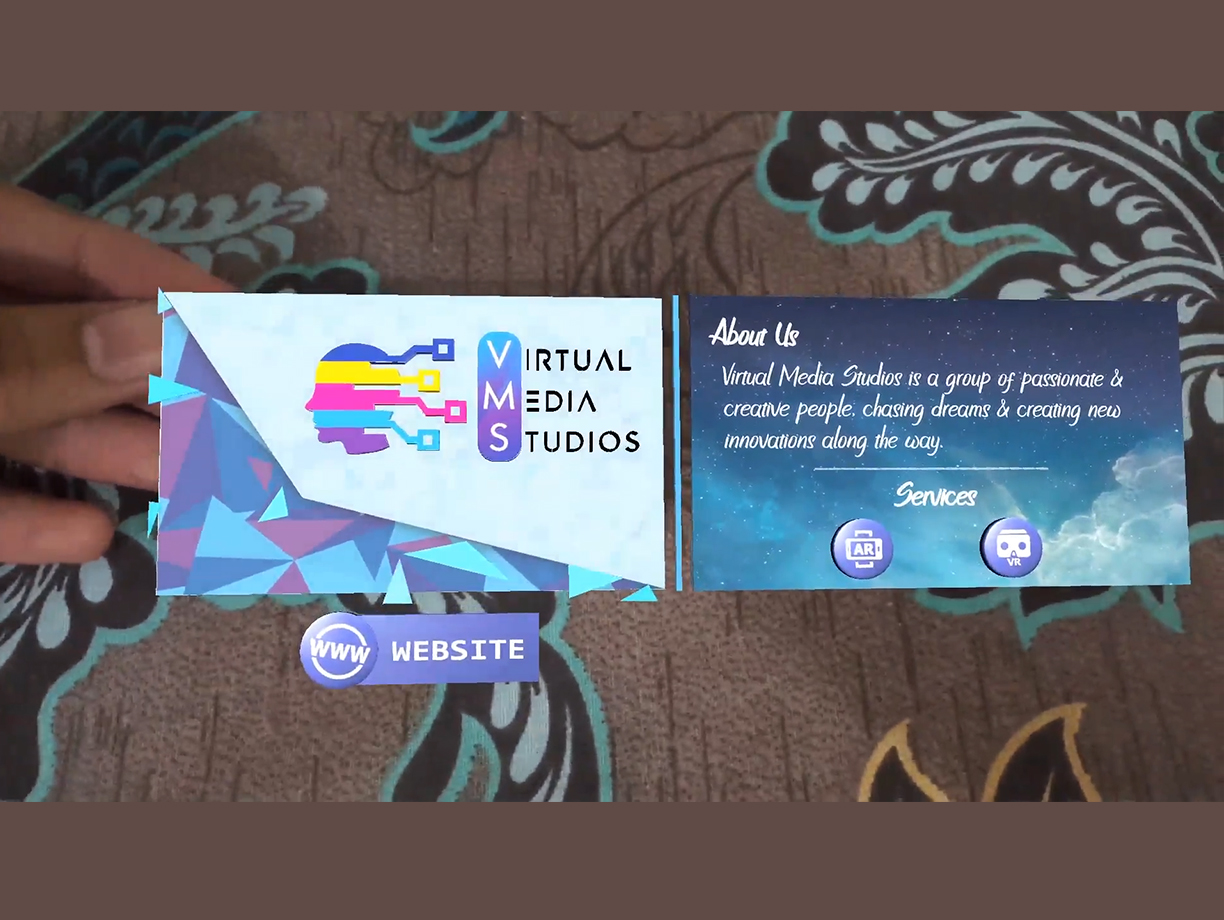 VIRTUAL
MEDIA
STUDIOS
About Us
Virtual Media Studios is a group of passionate &
creative people, chasing dreams & creating new
innovations along the way.
Services
AR
VR
WWW
WEBSITE